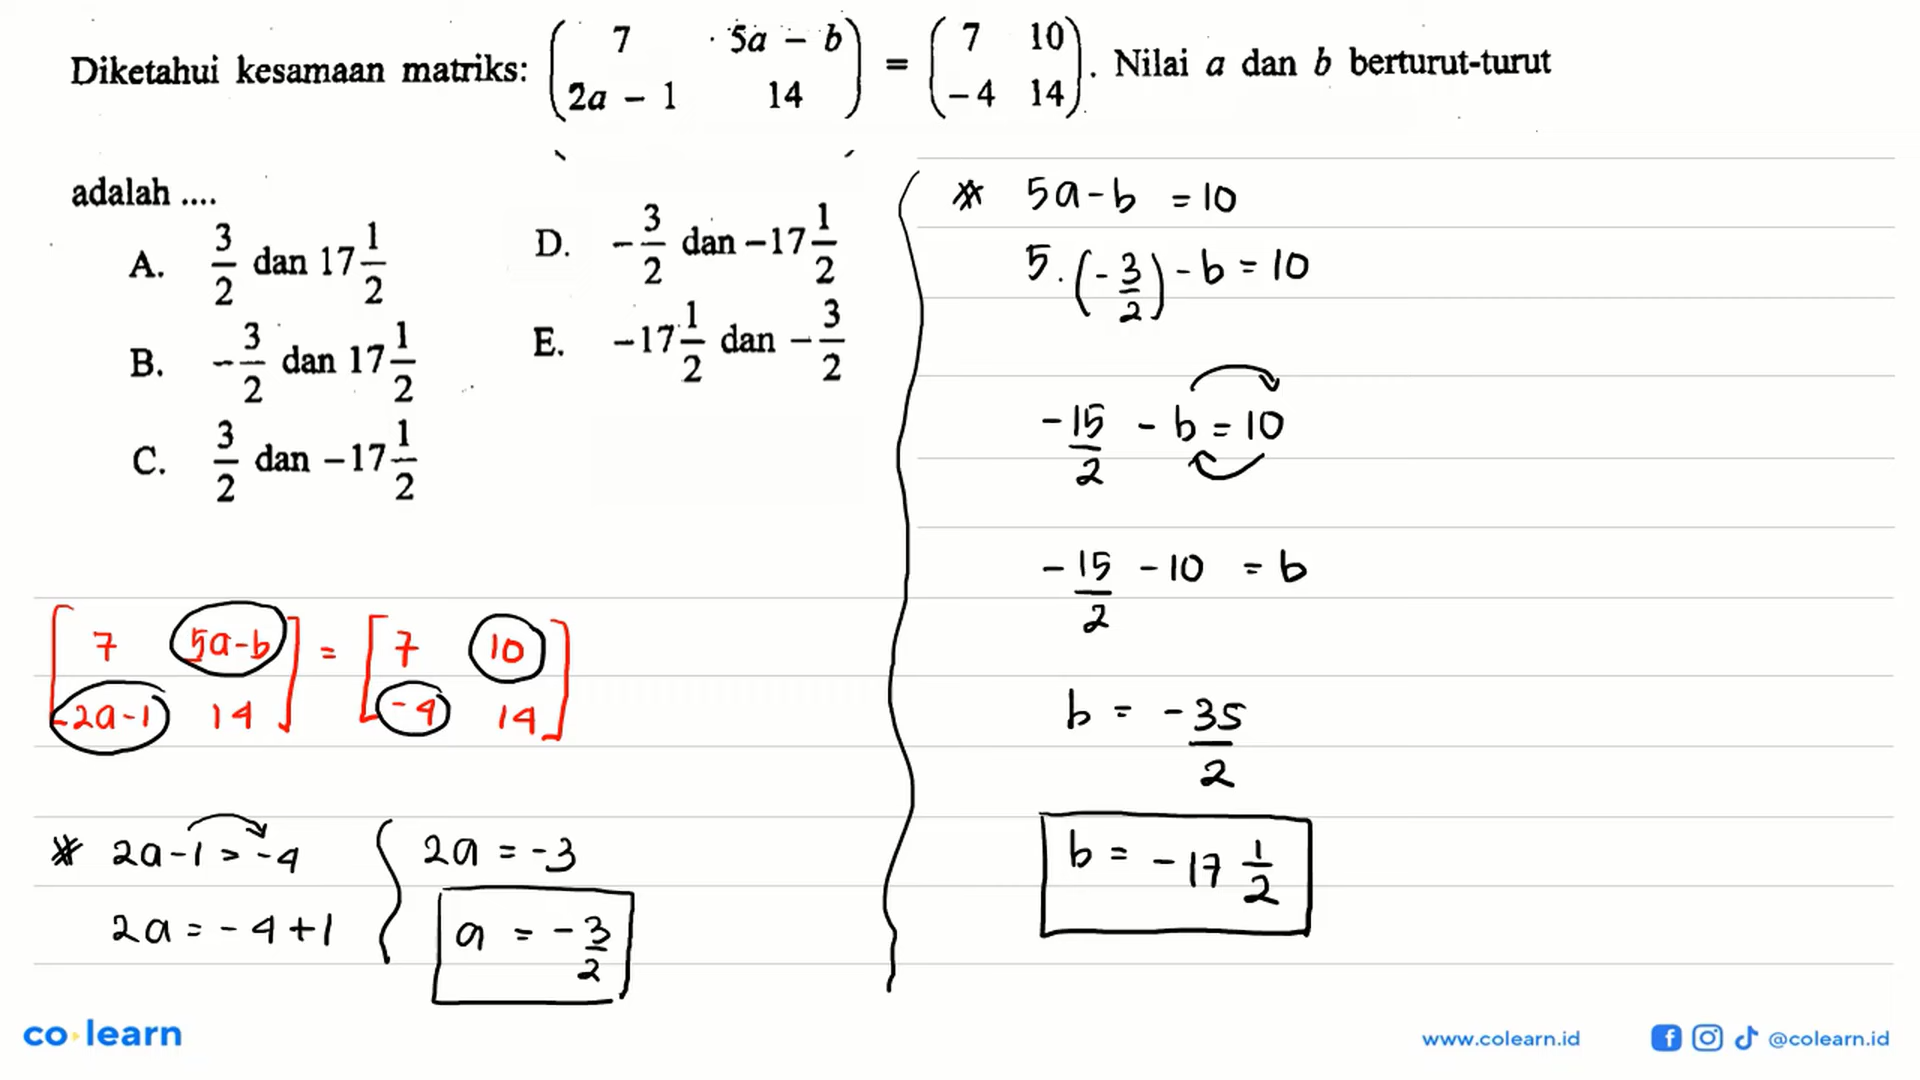 Diketahui kesamaan matriks: (7 5a - b 2a - 1 14) = (7 10 -4 14). Nilai a dan b berturut-turut
adalah ....
A. 3/2 dan 17 1/2
B. -3/2 dan 17 1/2
C. 3/2 dan -17 1/2
D. -3/2 dan -17 1/2
E. -17 1/2 dan -3/2
[7 5a-b] = [7 10]
[2a-1 14] [-4 14]
* 2a-1 = -4
2a = -4+1
2a = -3
a = -3/2
* 5a-b = 10
5.(-3/2) - b = 10
-15/2 - b = 10
-15/2 - 10 = b
b = -35/2
b = -17 1/2
co learn
www.colearn.id
@colearn.id